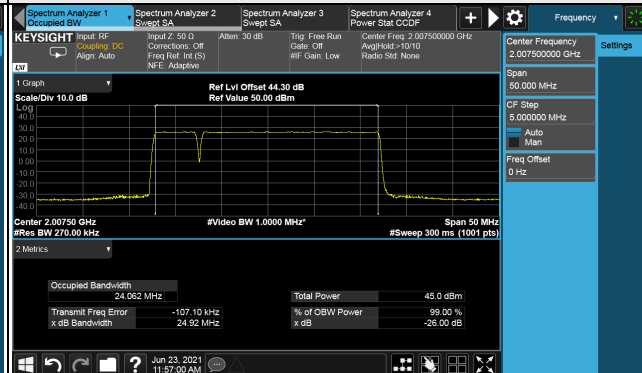 Spectrum Analyzer 1
Occupied BW
Spectrum Analyzer 2
Swept SA
Spectrum Analyzer 3
Swept SA
Spectrum Analyzer 4
Power Stat CCDF
Frequency
KEYSIGHT
Input: RF
Coupling: DC
Align: Auto
Input Z: 50 Ω
Corrections: Off
Freq Ref: Int (S)
NFE: Adaptive
Atten: 30 dB
Trig: Free Run
Gate: Off
#IF Gain: Low
Center Freq: 2.007500000 GHz
Avg|Hold:>10/10
Radio Std: None
LXI
Center Frequency
2.007500000 GHz
Settings
Span
50.000 MHz
CF Step
5.000000 MHz
Auto
Man
Freq Offset
0 Hz
1 Graph
Scale/Div 10.0 dB
Ref Lvl Offset 44.30 dB
Ref Value 50.00 dBm
Log
40.0
30.0
20.0
10.0
0.00
-10.0
-20.0
-30.0
-40.0
Center 2.00750 GHz
#Res BW 270.00 kHz
#Video BW 1.0000 MHz*
Span 50 MHz
#Sweep 300 ms (1001 pts)
2 Metrics
Occupied Bandwidth
24.062 MHz
Total Power
45.0 dBm
Transmit Freq Error
-107.10 kHz
% of OBW Power
99.00 %
x dB Bandwidth
24.92 MHz
x dB
-26.00 dB
Jun 23, 2021
11:57:00 AM